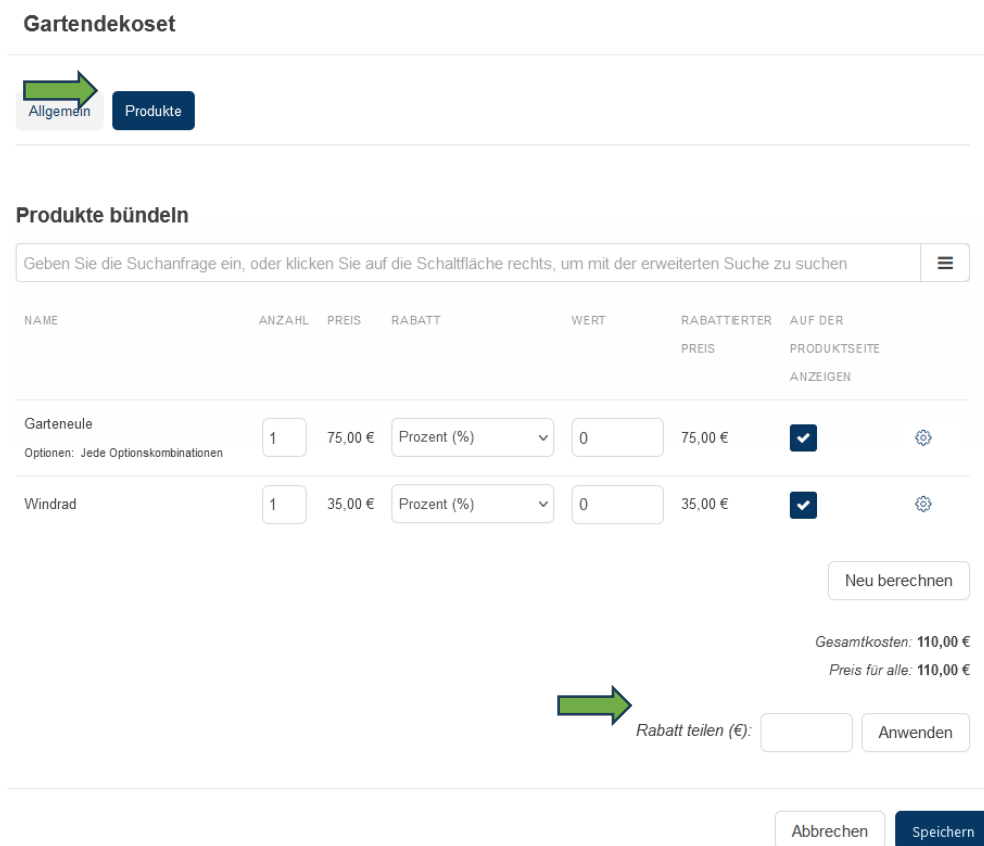 Gartendekoset
Allgemein Produkte
Produkte bündeln
Geben Sie die Suchanfrage ein, oder klicken Sie auf die Schaltfläche rechts, um mit der erweiterten Suche zu suchen
NAME ANZAHL PREIS RABATT WERT RABATTIERTER PREIS AUF DER PRODUKTSEITE ANZEIGEN
Garteneule 1 75,00 € Prozent (%) 0 75,00 €
Optionen: Jede Optionskombinationen
Windrad 1 35,00 € Prozent (%) 0 35,00 €
Neu berechnen
Gesamtkosten: 110,00 €
Preis für alle: 110,00 €
Rabatt teilen (€): Anwenden
Abbrechen Speichern